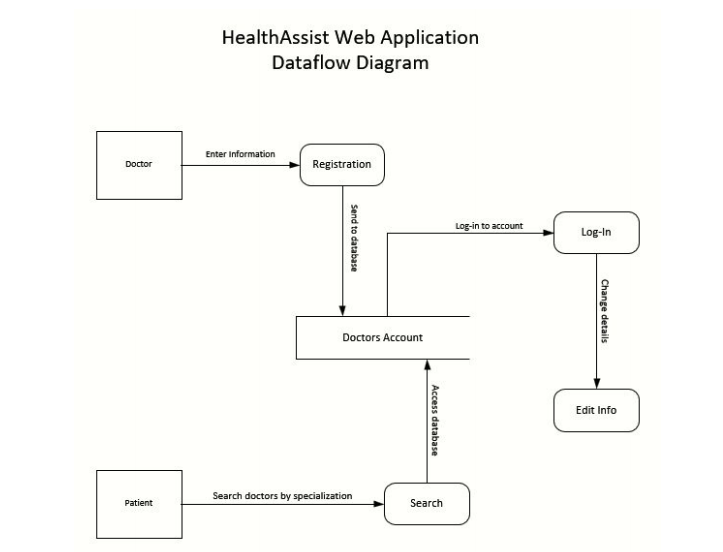 HealthAssist Web Application
Dataflow Diagram
Doctor
Enter Information
Registration
Send to database
Log-in to account
Log-In
Change details
Doctors Account
Access database
Edit Info
Patient
Search doctors by specialization
Search